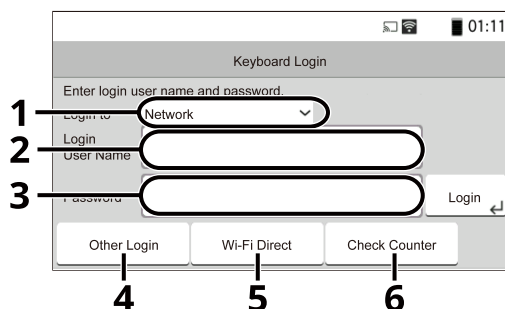 01:11
Keyboard Login
Enter login user name and password.
1 Login to Network
Login
2 User Name
3 Password Login
Other Login Wi-Fi Direct Check Counter
4 5 6